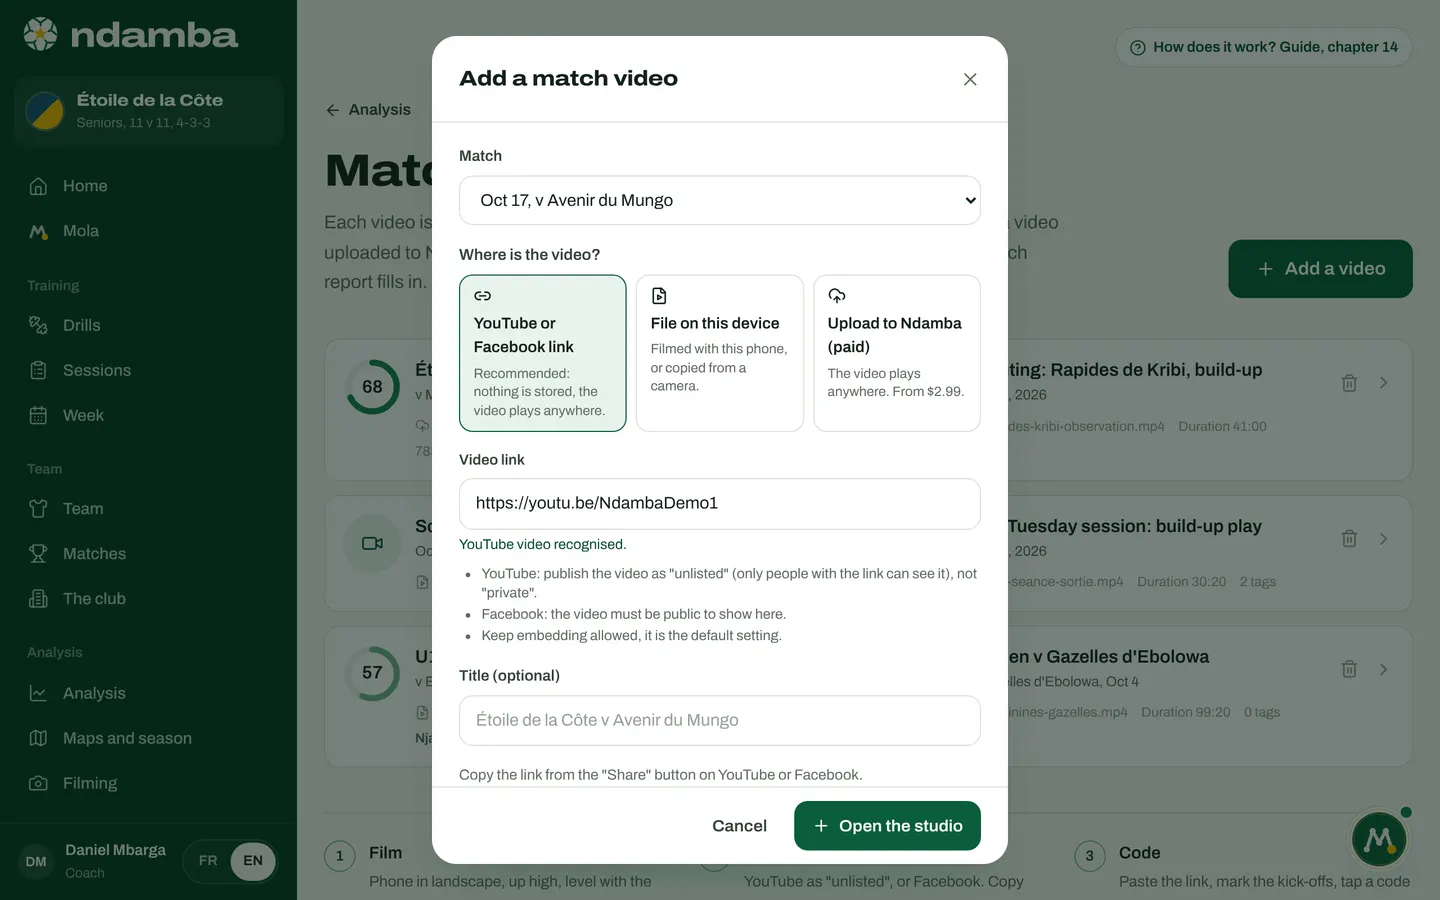 ndamba
Étoile de la Côte
Seniors, 11 v 11, 4-3-3
Home
Mola
Training
Drills
Sessions
Week
Team
Team
Matches
The club
Analysis
Analysis
Maps and season
Filming
DM
Daniel Mbarga
Coach
FR
EN
How does it work? Guide, chapter 14
Analysis
Each video is
uploaded to
report fills in.
video
Add a video
68
57
ting: Rapides de Kribi, build-up
, 2026
des-kribi-observation.mp4 Duration 41:00
Tuesday session: build-up play
, 2026
-seance-sortie.mp4 Duration 30:20 2 tags
en v Gazelles d'Ebolowa
lles d'Ebolowa, Oct 4
inines-gazelles.mp4 Duration 99:20 0 tags
1
Film
Phone in landscape, up high, level with the
YouTube as "unlisted", or Facebook. Copy
3
Code
Paste the link, mark the kick-offs, tap a code
Add a match video
Match
Oct 17, v Avenir du Mungo
Where is the video?
YouTube or
Facebook link
Recommended:
nothing is stored, the
video plays anywhere.
File on this device
Filmed with this phone,
or copied from a
camera.
Upload to Ndamba
(paid)
The video plays
anywhere. From $2.99.
Video link
https://youtu.be/NdambaDemo1
YouTube video recognised.
• YouTube: publish the video as "unlisted" (only people with the link can see it), not
"private".
• Facebook: the video must be public to show here.
• Keep embedding allowed, it is the default setting.
Title (optional)
Étoile de la Côte v Avenir du Mungo
Copy the link from the "Share" button on YouTube or Facebook.
Cancel
Open the studio